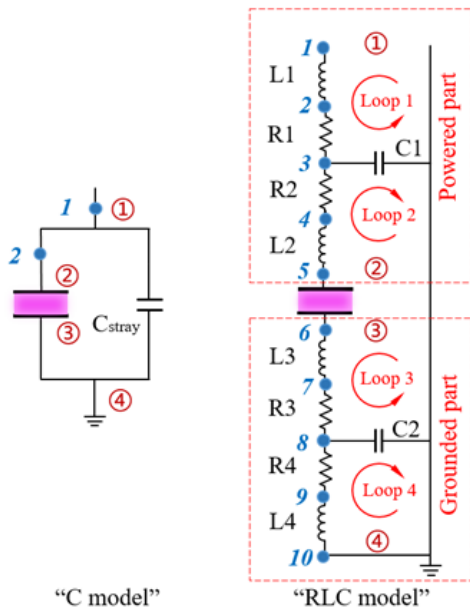 1 ①
L1
Loop 1
2
R1
C1
3
R2
Loop 2
4
L2
5 ②
Powered part
1 ①
2
②
③
Cstray
④
6 ③
L3
Loop 3
7
R3
C2
8
R4
Loop 4
9
L4
10 ④
Grounded part
“C model”
“RLC model”